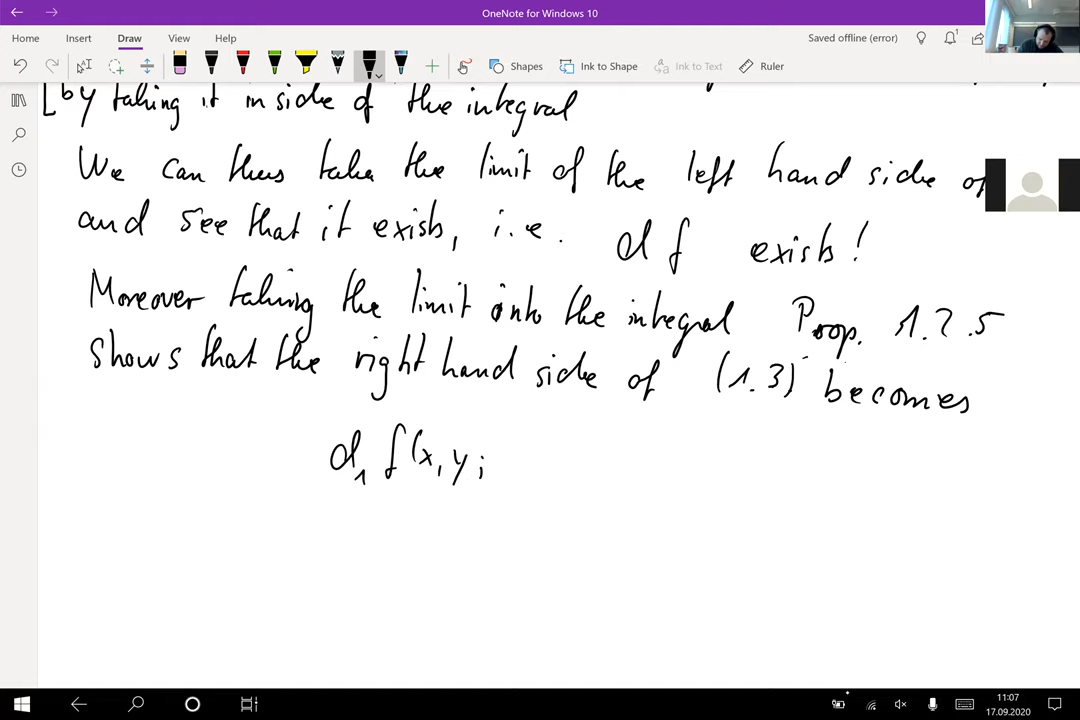 OneNote for Windows 10
Home Insert Draw View Help Saved offline (error)
Shapes Ink to Shape Ink to Text Ruler
by taking it inside of the integral
We can thus take the limit of the left hand side of
and see that it exists, i.e. df exists!
Moreover taking the limit into the integral Prop. 1.2.5
shows that the right hand side of (1.3) becomes
d₁ f(x, y;
11:07
17.09.2020